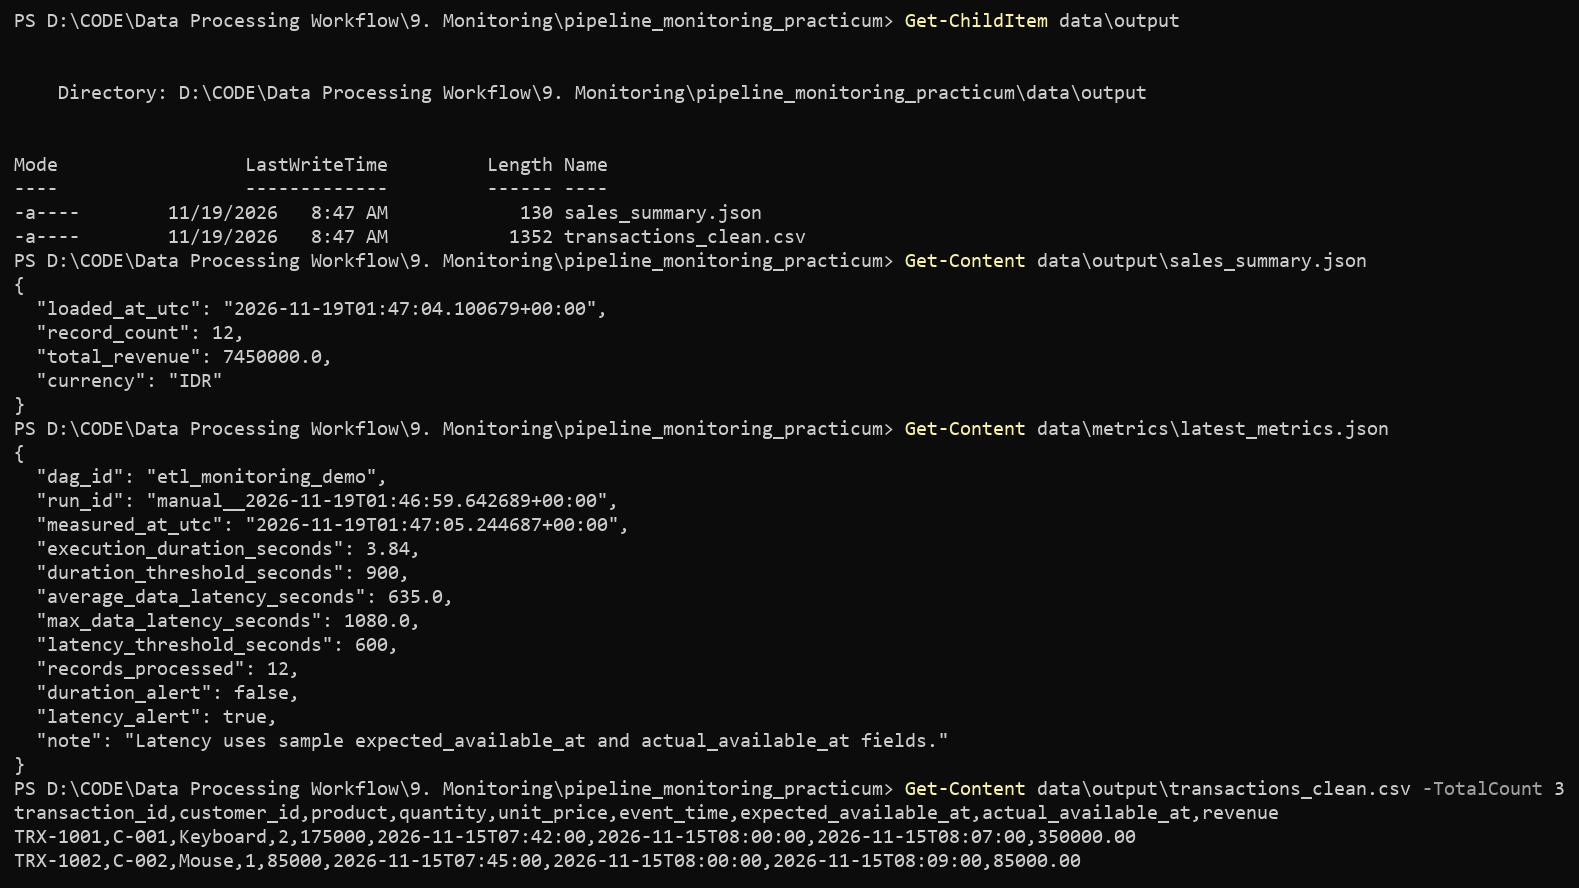 PS D:\CODE\Data Processing Workflow\9. Monitoring\pipeline_monitoring_practicum> Get-ChildItem data\output
    Directory: D:\CODE\Data Processing Workflow\9. Monitoring\pipeline_monitoring_practicum\data\output
Mode                 LastWriteTime         Length Name
----                 -------------         ------ ----
-a----        11/19/2026   8:47 AM            130 sales_summary.json
-a----        11/19/2026   8:47 AM           1352 transactions_clean.csv
PS D:\CODE\Data Processing Workflow\9. Monitoring\pipeline_monitoring_practicum> Get-Content data\output\sales_summary.json
{
  "loaded_at_utc": "2026-11-19T01:47:04.100679+00:00",
  "record_count": 12,
  "total_revenue": 7450000.0,
  "currency": "IDR"
}
PS D:\CODE\Data Processing Workflow\9. Monitoring\pipeline_monitoring_practicum> Get-Content data\metrics\latest_metrics.json
{
  "dag_id": "etl_monitoring_demo",
  "run_id": "manual__2026-11-19T01:46:59.642689+00:00",
  "measured_at_utc": "2026-11-19T01:47:05.244687+00:00",
  "execution_duration_seconds": 3.84,
  "duration_threshold_seconds": 900,
  "average_data_latency_seconds": 635.0,
  "max_data_latency_seconds": 1080.0,
  "latency_threshold_seconds": 600,
  "records_processed": 12,
  "duration_alert": false,
  "latency_alert": true,
  "note": "Latency uses sample expected_available_at and actual_available_at fields."
}
PS D:\CODE\Data Processing Workflow\9. Monitoring\pipeline_monitoring_practicum> Get-Content data\output\transactions_clean.csv -TotalCount 3
transaction_id,customer_id,product,quantity,unit_price,event_time,expected_available_at,actual_available_at,revenue
TRX-1001,C-001,Keyboard,2,175000,2026-11-15T07:42:00,2026-11-15T08:00:00,2026-11-15T08:07:00,350000.00
TRX-1002,C-002,Mouse,1,85000,2026-11-15T07:45:00,2026-11-15T08:00:00,2026-11-15T08:09:00,85000.00